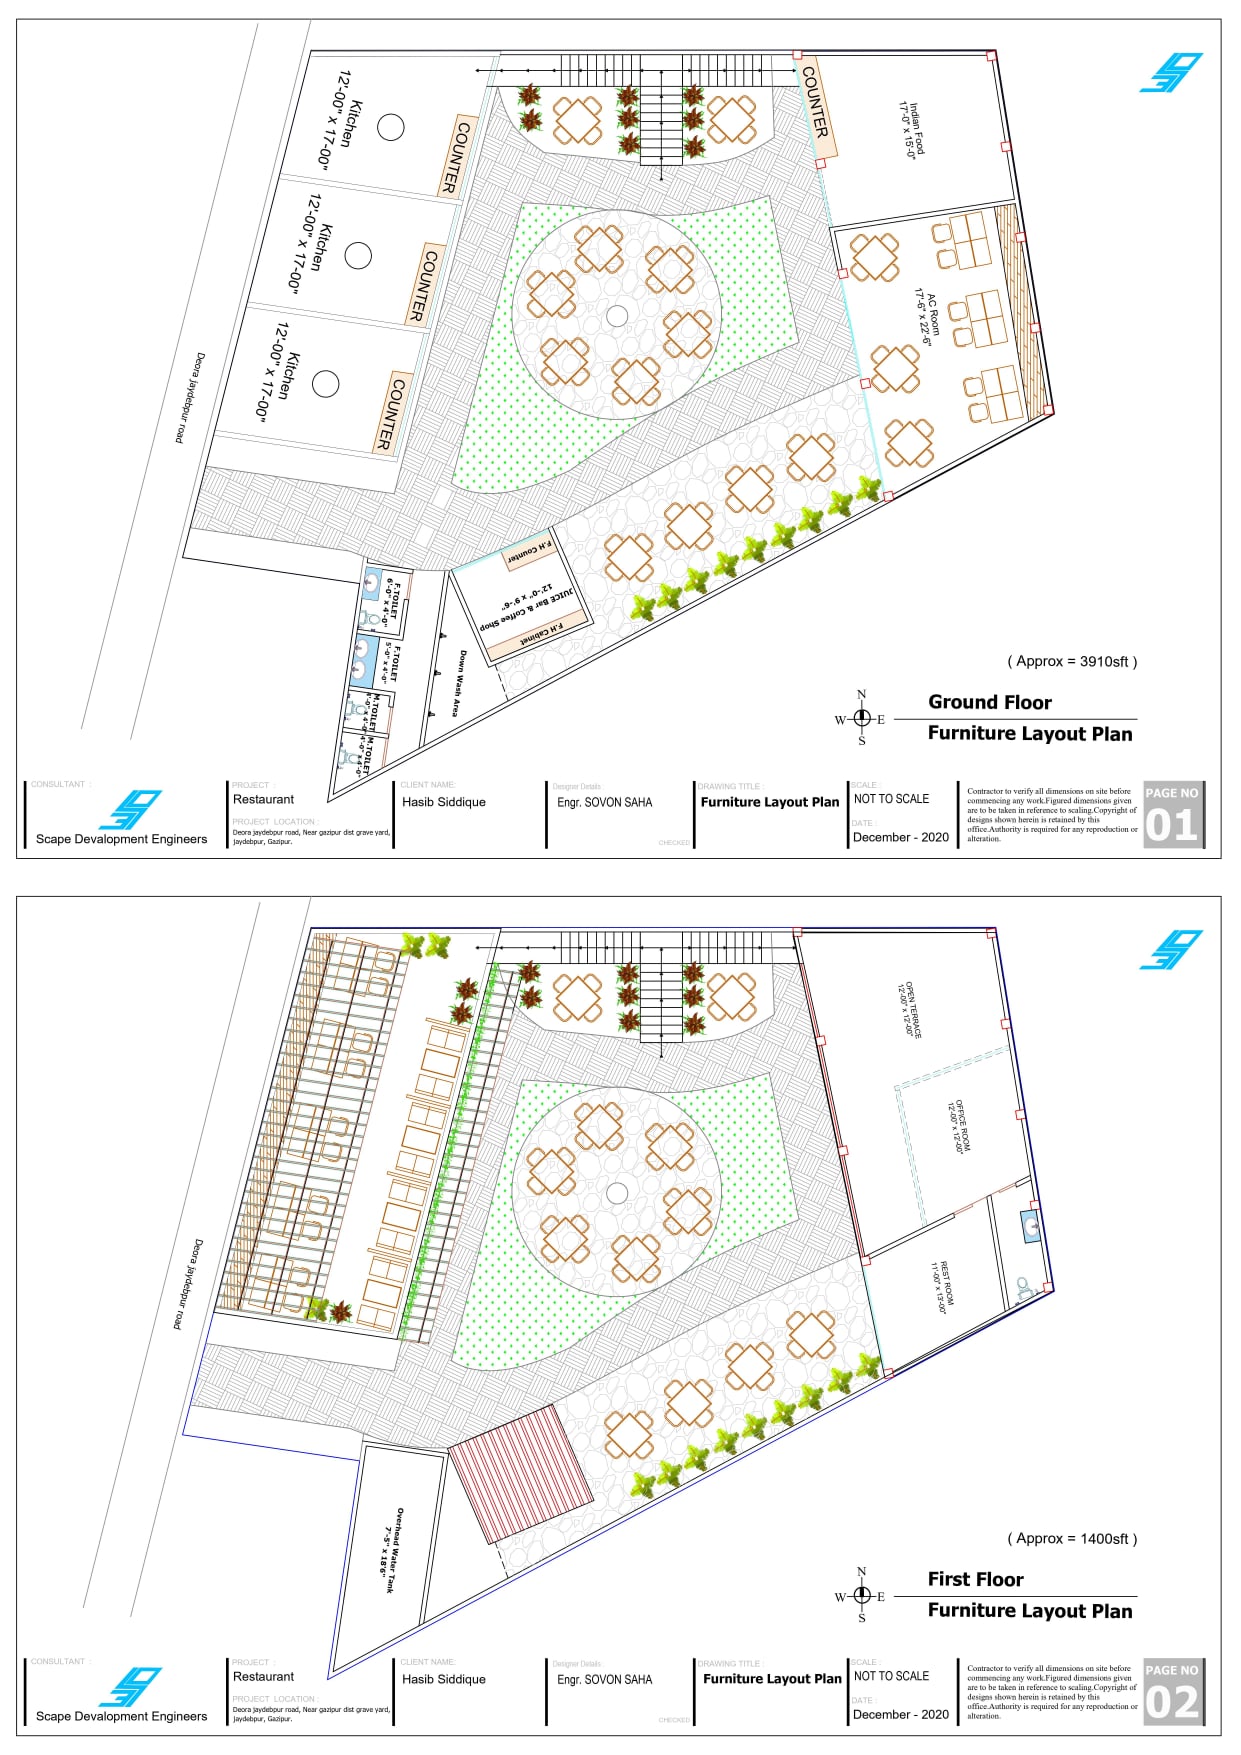 Kitchen
12'-00" x 17-00"
COUNTER
Kitchen
12'-00" x 17-00"
COUNTER
Kitchen
12'-00" x 17-00"
COUNTER
COUNTER
Indian Food
17'-0" x 15'-0"
AC Room
17'-6" x 22'-6"
Deora jaydebpur road
F.H Counter
JUICE Bar & Coffee Shop
12'-0" 9'-6"
F.H Cabinet
F.TOILET
6'-0" x 4'-0"
F.TOILET
5'-0" x 4'-0"
M.TOILET
M.TOILET
Down Wash Area
( Approx = 3910sft )
N
W E
S
Ground Floor
Furniture Layout Plan
CONSULTANT :
Scape Development Engineers
PROJECT :
Restaurant
PROJECT LOCATION :
Deora jaydebpur road, Near gazipur dist grave yard,
jaydebpur, Gazipur.
CLIENT NAME:
Hasib Siddique
Designer Details :
Engr. SOVON SAHA
CHECKED
DRAWING TITLE :
Furniture Layout Plan
SCALE :
NOT TO SCALE
DATE :
December - 2020
Contractor to verify all dimensions on site before
commencing any work.Figured dimensions given
are to be taken in reference to scaling.Copyright of
designs shown herein is retained by this
office.Authority is required for any reproduction or
alteration.
PAGE NO
01
OPEN TERRACE
12'-00" x 12'-00"
OFFICE ROOM
12'-00" x 12'-00"
REST ROOM
11'-00" x 13'-00"
Deora jaydebpur road
Overhead Water Tank
7'-5" x 18'6"
( Approx = 1400sft )
N
W E
S
First Floor
Furniture Layout Plan
CONSULTANT :
Scape Development Engineers
PROJECT :
Restaurant
PROJECT LOCATION :
Deora jaydebpur road, Near gazipur dist grave yard,
jaydebpur, Gazipur.
CLIENT NAME:
Hasib Siddique
Designer Details :
Engr. SOVON SAHA
CHECKED
DRAWING TITLE :
Furniture Layout Plan
SCALE :
NOT TO SCALE
DATE :
December - 2020
Contractor to verify all dimensions on site before
commencing any work.Figured dimensions given
are to be taken in reference to scaling.Copyright of
designs shown herein is retained by this
office.Authority is required for any reproduction or
alteration.
PAGE NO
02